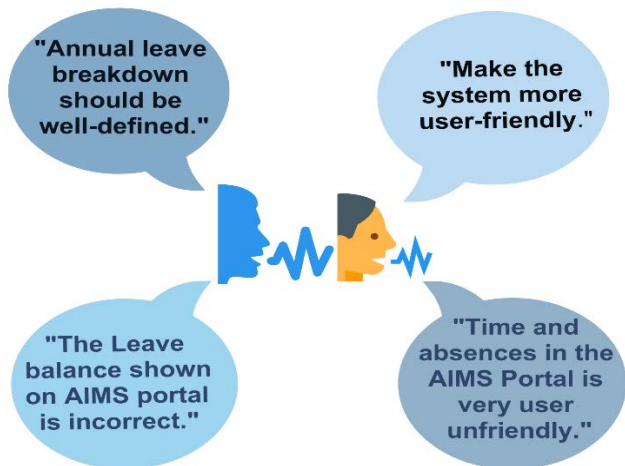 "Annual leave
breakdown
should be
well-defined."
"Make the
system more
user-friendly."
"The Leave
balance shown
on AIMS portal
is incorrect."
"Time and
absences in the
AIMS Portal is
very user
unfriendly."